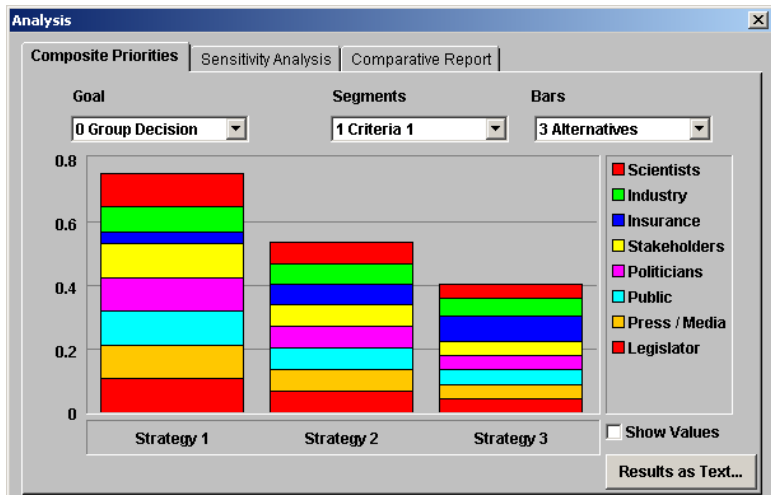 Analysis
Composite Priorities Sensitivity Analysis Comparative Report
Goal Segments Bars
0 Group Decision 1 Criteria 1 3 Alternatives
0.8
0.6
0.4
0.2
0
Scientists
Industry
Insurance
Stakeholders
Politicians
Public
Press / Media
Legislator
Strategy 1 Strategy 2 Strategy 3
Show Values
Results as Text...